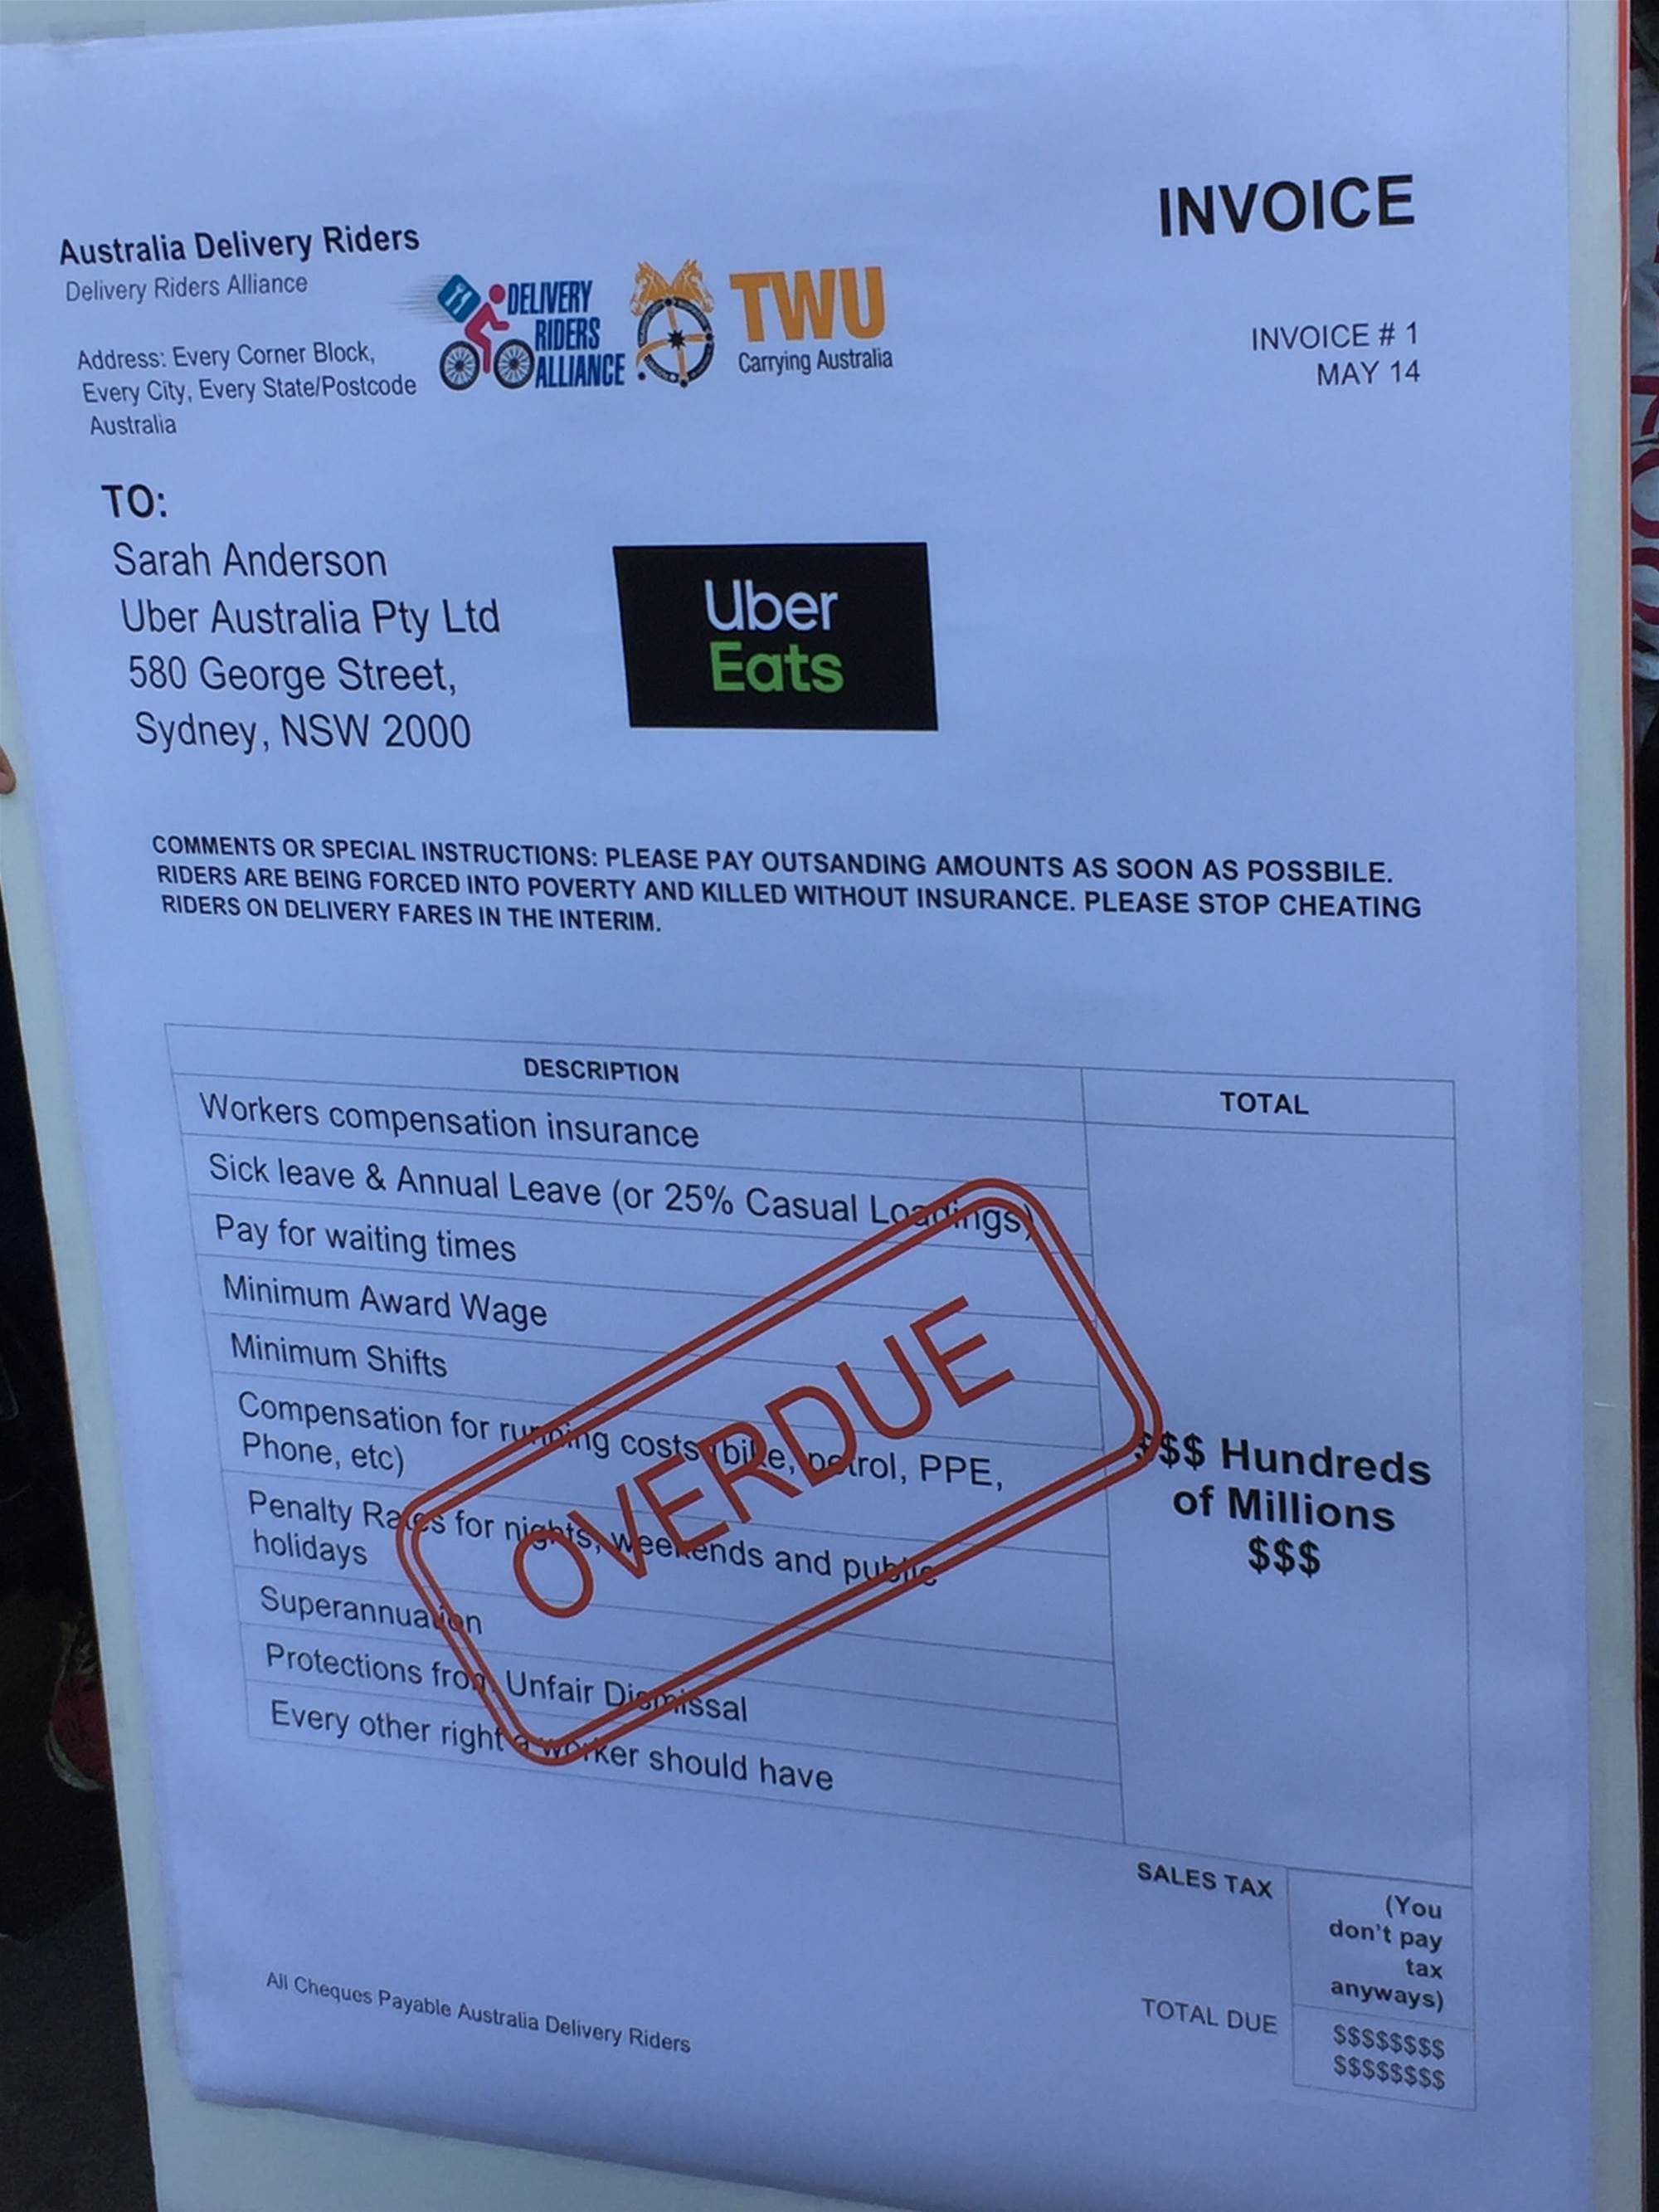 INVOICE
Australia Delivery Riders
Delivery Riders Alliance
Address: Every Corner Block,
Every City, Every State/Postcode
Australia
DELIVERY
RIDERS
ALLIANCE
TWU
Carrying Australia
INVOICE # 1
MAY 14
TO:
Sarah Anderson
Uber Australia Pty Ltd
580 George Street,
Sydney, NSW 2000
Uber
Eats
COMMENTS OR SPECIAL INSTRUCTIONS: PLEASE PAY OUTSANDING AMOUNTS AS SOON AS POSSBILE.
RIDERS ARE BEING FORCED INTO POVERTY AND KILLED WITHOUT INSURANCE. PLEASE STOP CHEATING
RIDERS ON DELIVERY FARES IN THE INTERIM.
DESCRIPTION
TOTAL
Workers compensation insurance
Sick leave & Annual Leave (or 25% Casual Loadings)
Pay for waiting times
Minimum Award Wage
Minimum Shifts
Compensation for running costs (bike, petrol, PPE,
Phone, etc)
Penalty Rates for nights, weekends and public
holidays
Superannuation
Protections from Unfair Dismissal
Every other right a worker should have
OVERDUE
$$$ Hundreds
of Millions
$$$
SALES TAX
(You
don't pay
tax
anyways)
TOTAL DUE
$$$$$$$$
$$$$$$$$
All Cheques Payable Australia Delivery Riders